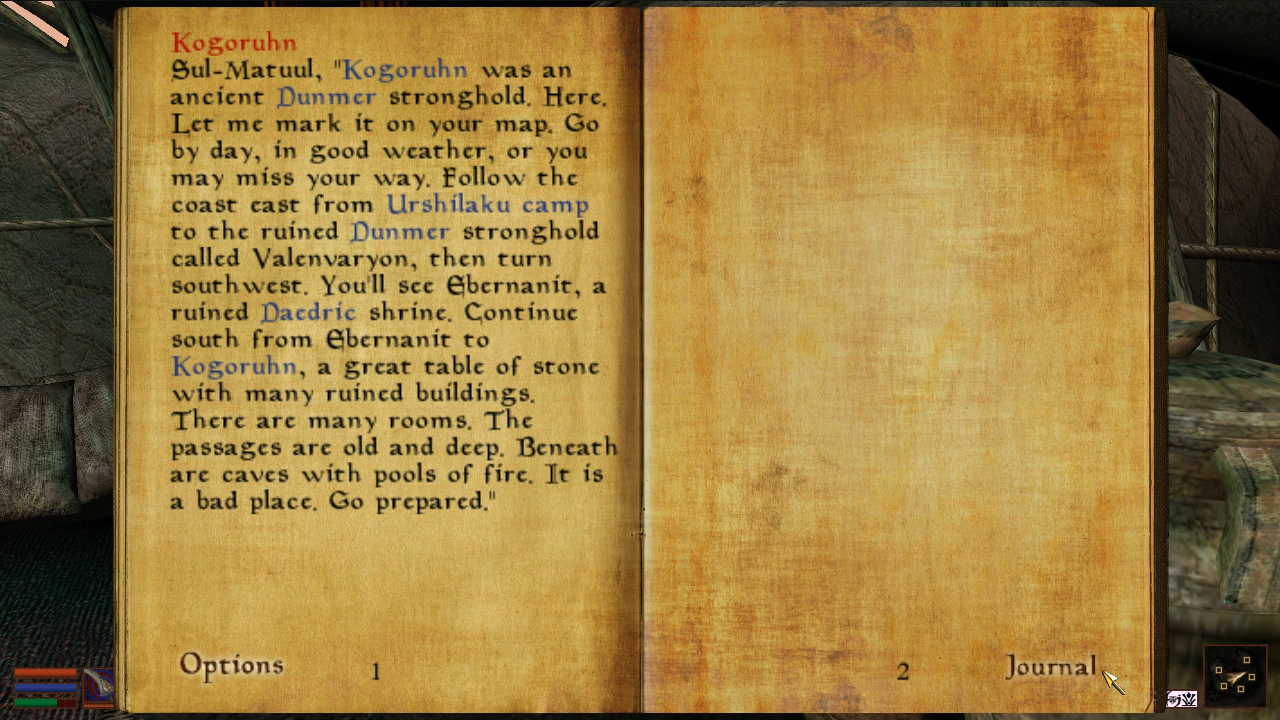 Kogoruhn
Sul-Matuul, "Kogoruhn was an
ancient Dunmer stronghold. Here.
Let me mark it on your map. Go
by day, in good weather, or you
may miss your way. Follow the
coast east from Urshilaku camp
to the ruined Dunmer stronghold
called Valenvaryon, then turn
southwest. You'll see Ebernanit, a
ruined Daedric shrine. Continue
south from Ebernanit to
Kogoruhn, a great table of stone
with many ruined buildings.
There are many rooms. The
passages are old and deep. Beneath
are caves with pools of fire. It is
a bad place. Go prepared."
Options
1
2
Journal